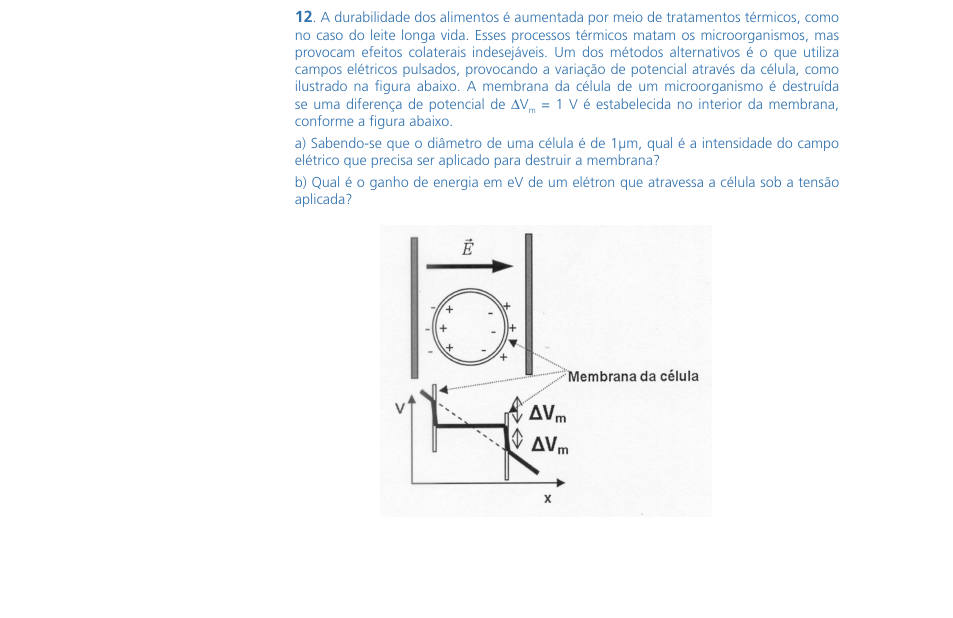 12. A durabilidade dos alimentos é aumentada por meio de tratamentos térmicos, como
no caso do leite longa vida. Esses processos térmicos matam os microorganismos, mas
provocam efeitos colaterais indesejáveis. Um dos métodos alternativos é o que utiliza
campos elétricos pulsados, provocando a variação de potencial através da célula, como
ilustrado na figura abaixo. A membrana da célula de um microorganismo é destruída
se uma diferença de potencial de ΔVm = 1 V é estabelecida no interior da membrana,
conforme a figura abaixo.
a) Sabendo-se que o diâmetro de uma célula é de 1μm, qual é a intensidade do campo
elétrico que precisa ser aplicado para destruir a membrana?
b) Qual é o ganho de energia em eV de um elétron que atravessa a célula sob a tensão
aplicada?
E⃗
- + - +
- + - +
- + - +
Membrana da célula
V
ΔVm
ΔVm
x